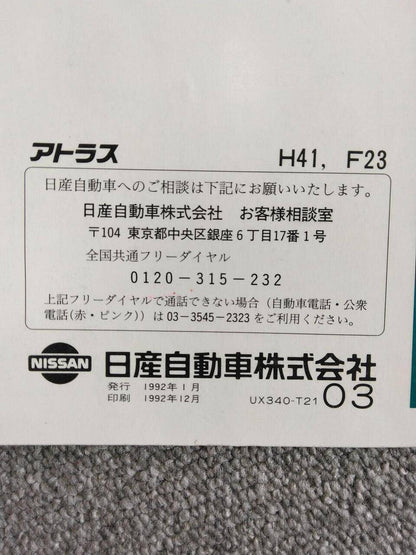 アトラス H41, F23
日産自動車へのご相談は下記にお願いいたします。
日産自動車株式会社 お客様相談室
〒104 東京都中央区銀座6丁目17番1号
全国共通フリーダイヤル
0120-315-232
上記フリーダイヤルで通話できない場合(自動車電話・公衆
電話(赤・ピンク))は03-3545-2323をご利用ください。
NISSAN 日産自動車株式会社
発行 1992年1月
印刷 1992年12月 UX340-T21 03